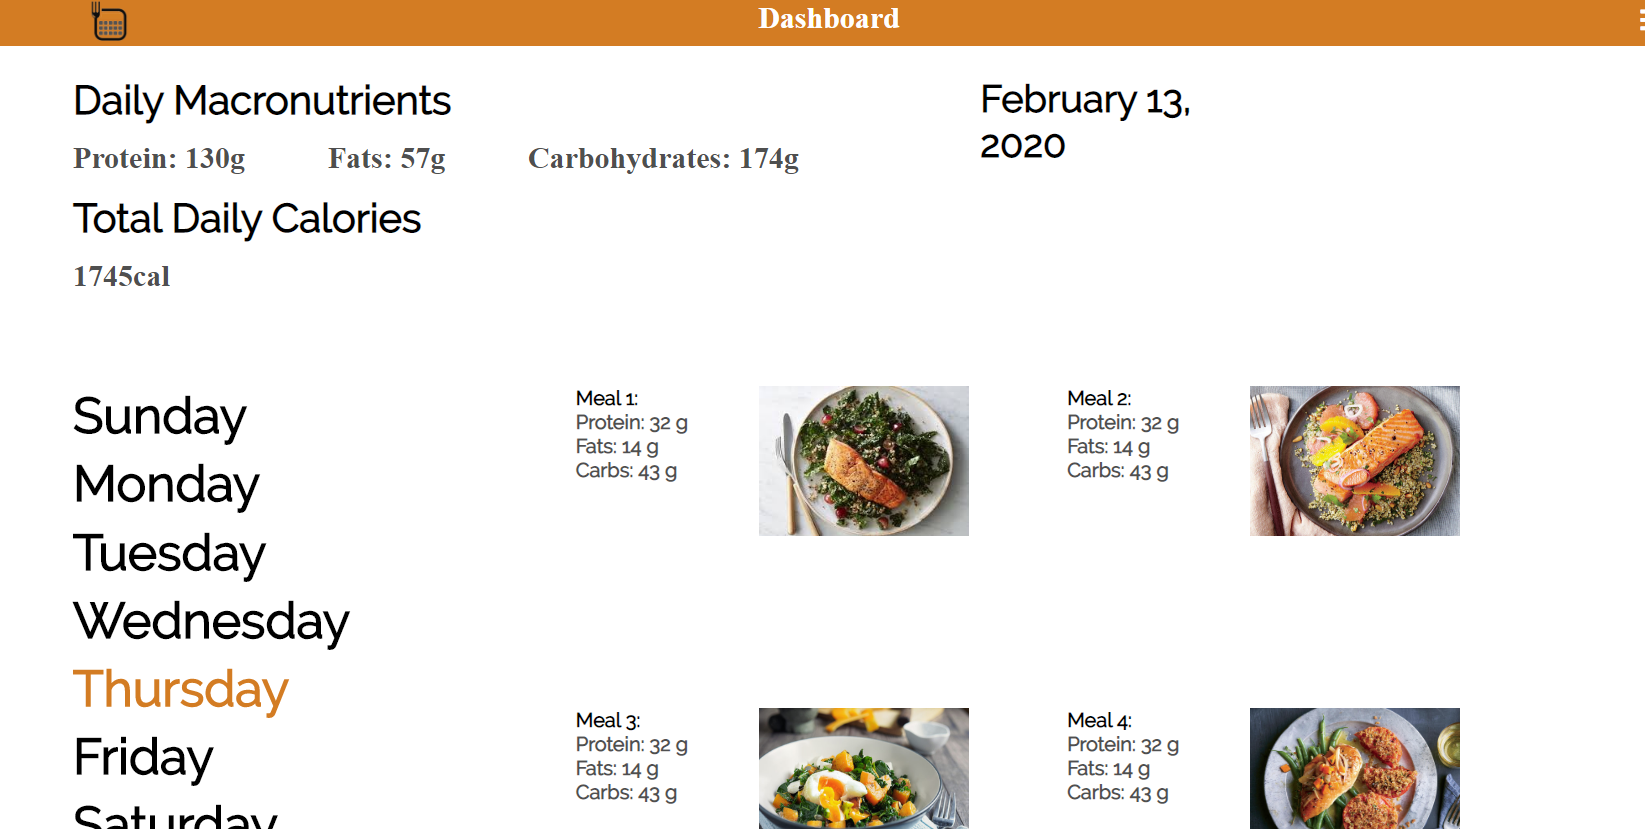 Dashboard
Daily Macronutrients
Protein: 130g Fats: 57g Carbohydrates: 174g
Total Daily Calories
1745cal
February 13,
2020
Sunday
Monday
Tuesday
Wednesday
Thursday
Friday
Saturday
Meal 1:
Protein: 32 g
Fats: 14 g
Carbs: 43 g
Meal 2:
Protein: 32 g
Fats: 14 g
Carbs: 43 g
Meal 3:
Protein: 32 g
Fats: 14 g
Carbs: 43 g
Meal 4:
Protein: 32 g
Fats: 14 g
Carbs: 43 g